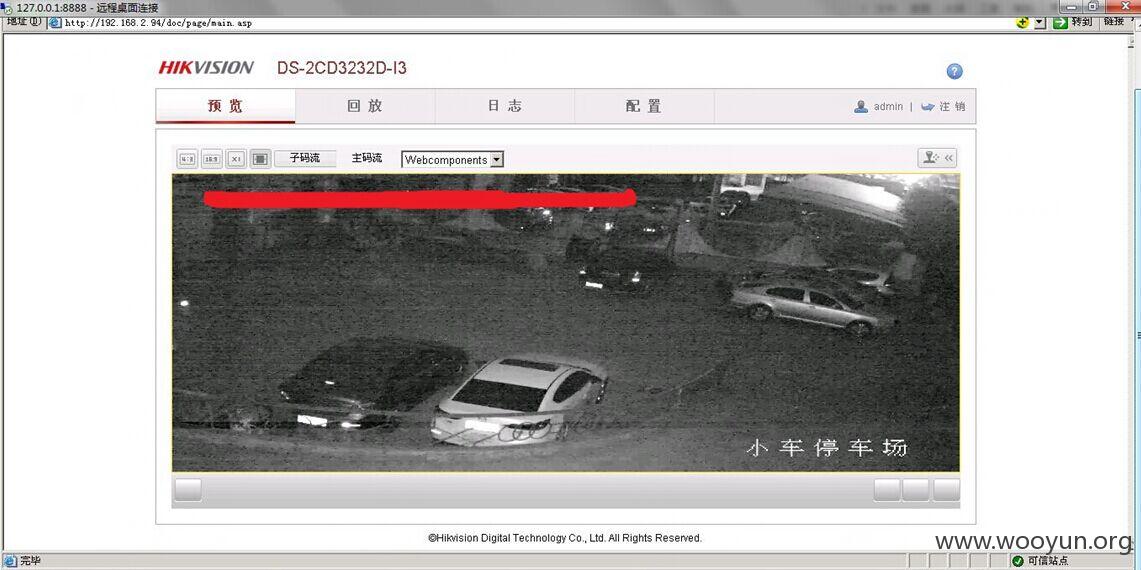 127.0.0.1:8888 - 远程桌面连接
地址(D) http://192.168.2.94/doc/page/main.asp 转到 链接
HIKVISION DS-2CD3232D-I3
预览 回放 日志 配置 admin | 注销
4:3 16:9 X1 子码流 主码流 Webcomponents
小车停车场
©Hikvision Digital Technology Co., Ltd. All Rights Reserved.
www.wooyun.org
完毕 可信站点